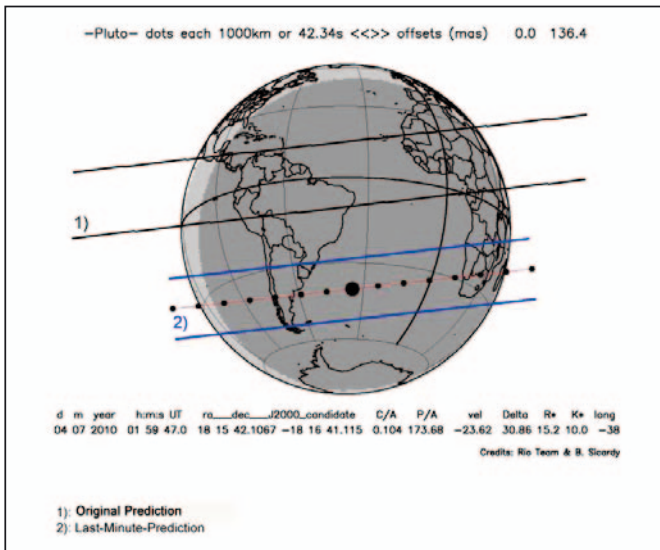 -Pluto- dots each 1000km or 42.34s <<>> offsets (mas) 0.0 136.4
1)
2)
d m year h:m:s UT ra___dec___J2000_candidate C/A P/A vel Delta R* K* long
04 07 2010 01 59 47.0 18 15 42.1067 -18 16 41.115 0.104 173.68 -23.62 30.86 15.2 10.0 -38
Credits: Rio Team & B. Sicardy
1): Original Prediction
2): Last-Minute-Prediction